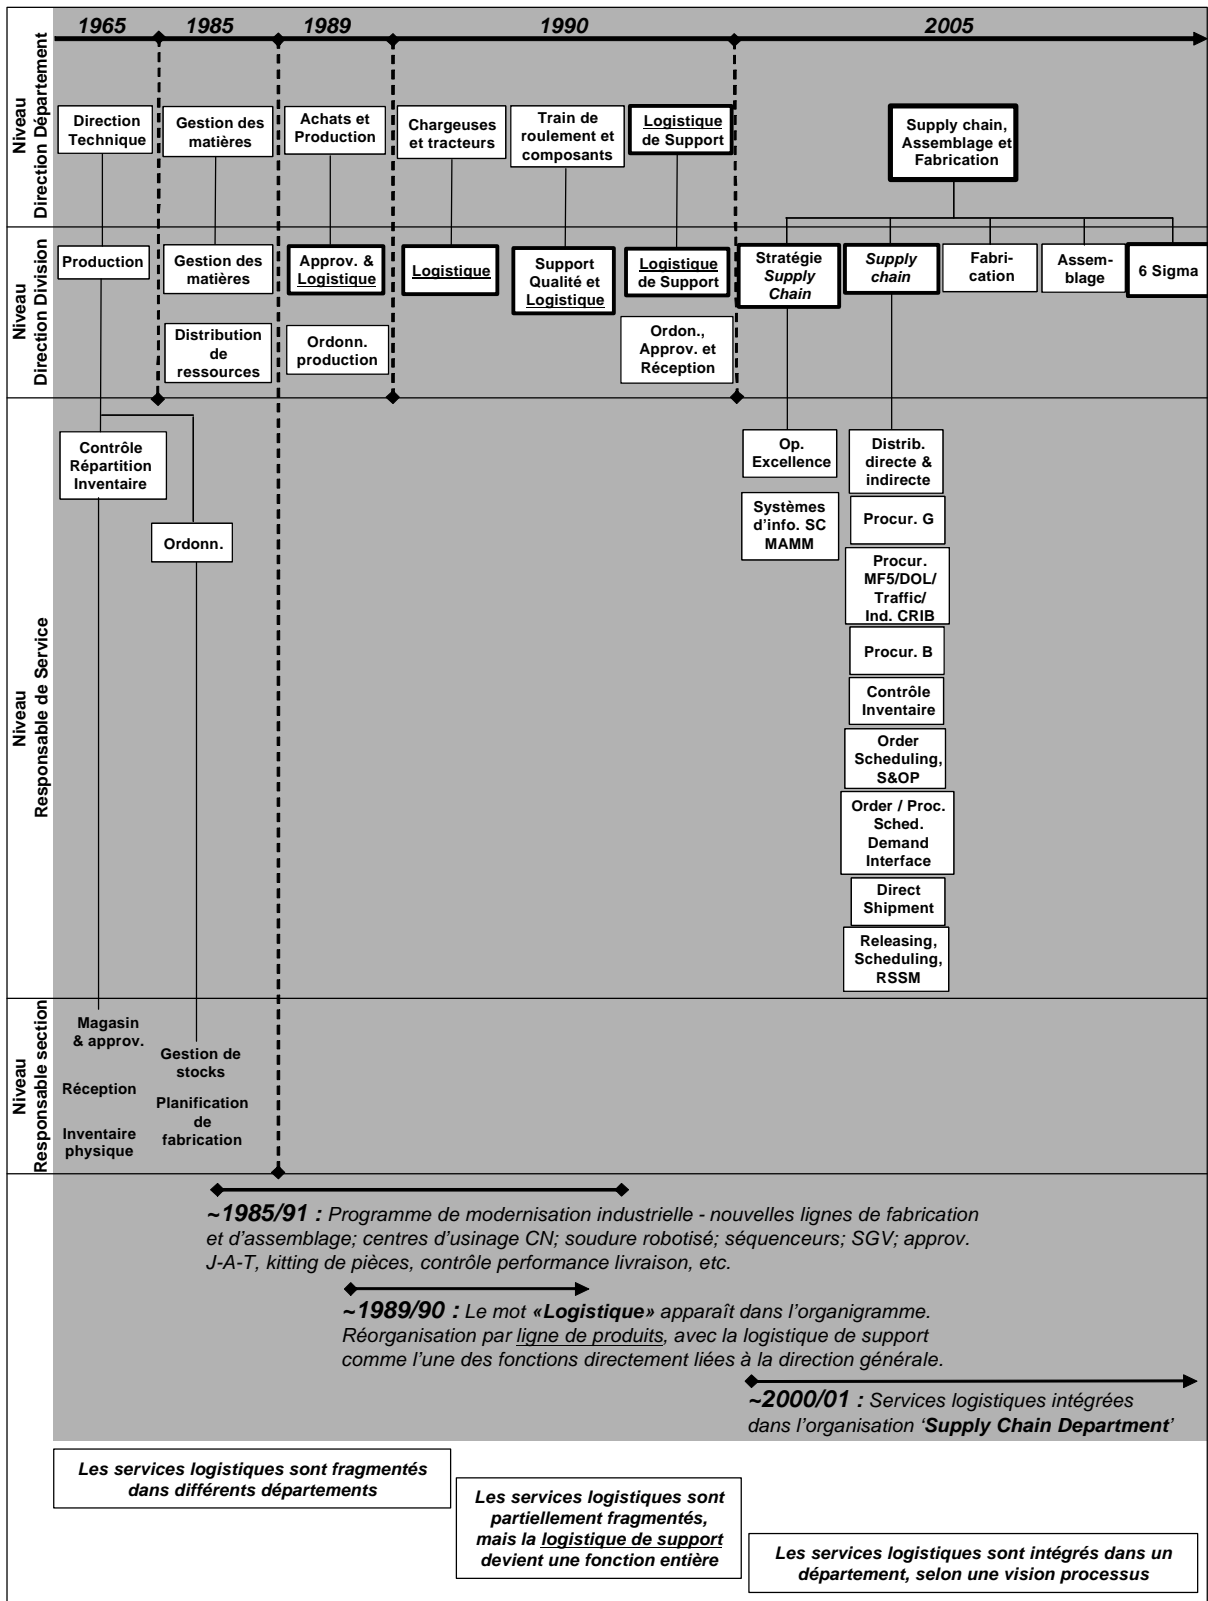 1965
1985
1989
1990
2005
Niveau
Direction Département
Direction
Technique
Gestion des
matières
Achats et
Production
Chargeuses
et tracteurs
Train de
roulement et
composants
Logistique
de Support
Supply chain,
Assemblage et
Fabrication
Niveau
Direction Division
Production
Gestion des
matières
Distribution
de
ressources
Approv. &
Logistique
Ordonn.
production
Logistique
Support
Qualité et
Logistique
Logistique
de Support
Ordon.,
Approv. et
Réception
Stratégie
Supply
Chain
Supply
chain
Fabri-
cation
Assem-
blage
6 Sigma
Niveau
Responsable de Service
Contrôle
Répartition
Inventaire
Ordonn.
Op.
Excellence
Systèmes
d'info. SC
MAMM
Distrib.
directe &
indirecte
Procur. G
Procur.
MF5/DOL/
Traffic/
Ind. CRIB
Procur. B
Contrôle
Inventaire
Order
Scheduling,
S&OP
Order / Proc.
Sched.
Demand
Interface
Direct
Shipment
Releasing,
Scheduling,
RSSM
Niveau
Responsable section
Magasin
& approv.
Réception
Inventaire
physique
Gestion de
stocks
Planification
de
fabrication
~1985/91 : Programme de modernisation industrielle - nouvelles lignes de fabrication
et d'assemblage; centres d'usinage CN; soudure robotisé; séquenceurs; SGV; approv.
J-A-T, kitting de pièces, contrôle performance livraison, etc.
~1989/90 : Le mot «Logistique» apparaît dans l'organigramme.
Réorganisation par ligne de produits, avec la logistique de support
comme l'une des fonctions directement liées à la direction générale.
~2000/01 : Services logistiques intégrées
dans l'organisation 'Supply Chain Department'
Les services logistiques sont fragmentés
dans différents départements
Les services logistiques sont
partiellement fragmentés,
mais la logistique de support
devient une fonction entière
Les services logistiques sont intégrés dans un
département, selon une vision processus